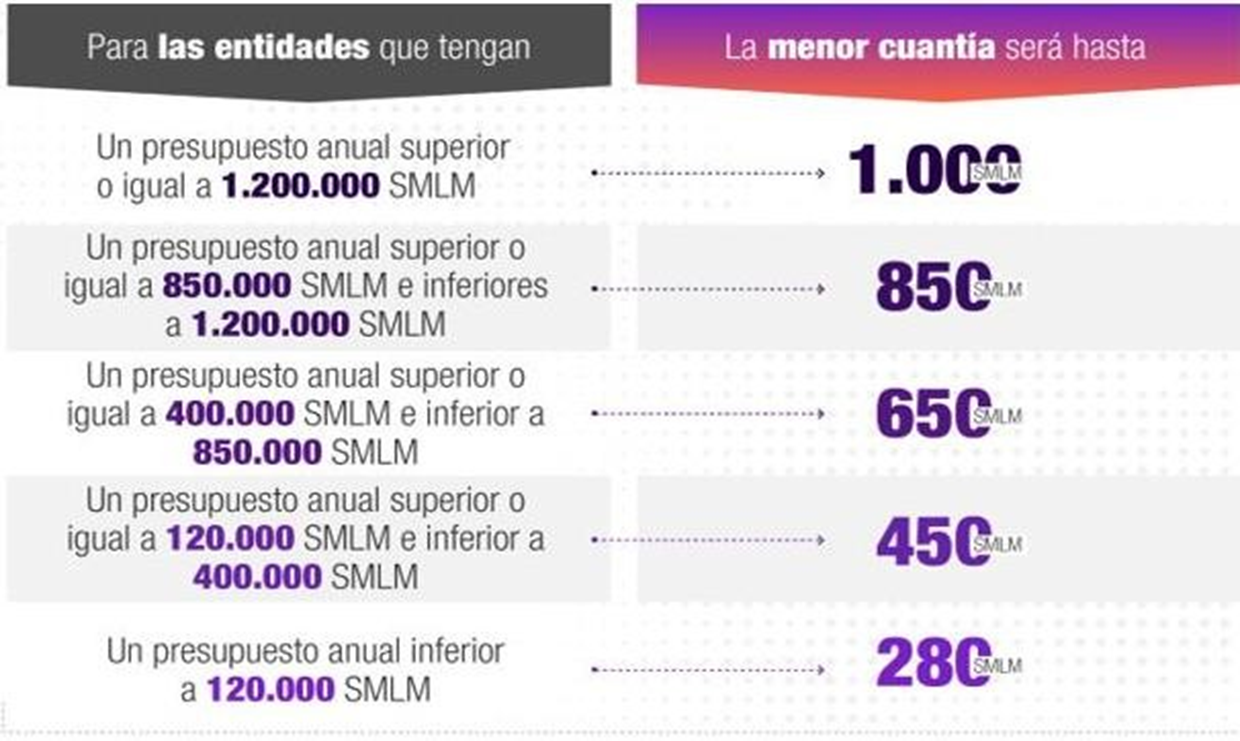 Para las entidades que tengan
La menor cuantía será hasta
Un presupuesto anual superior
o igual a 1.200.000 SMLM
1.000 SMLM
Un presupuesto anual superior o
igual a 850.000 SMLM e inferiores
a 1.200.000 SMLM
850 SMLM
Un presupuesto anual superior o
igual a 400.000 SMLM e inferior a
850.000 SMLM
650 SMLM
Un presupuesto anual superior o
igual a 120.000 SMLM e inferior a
400.000 SMLM
450 SMLM
Un presupuesto anual inferior
a 120.000 SMLM
280 SMLM